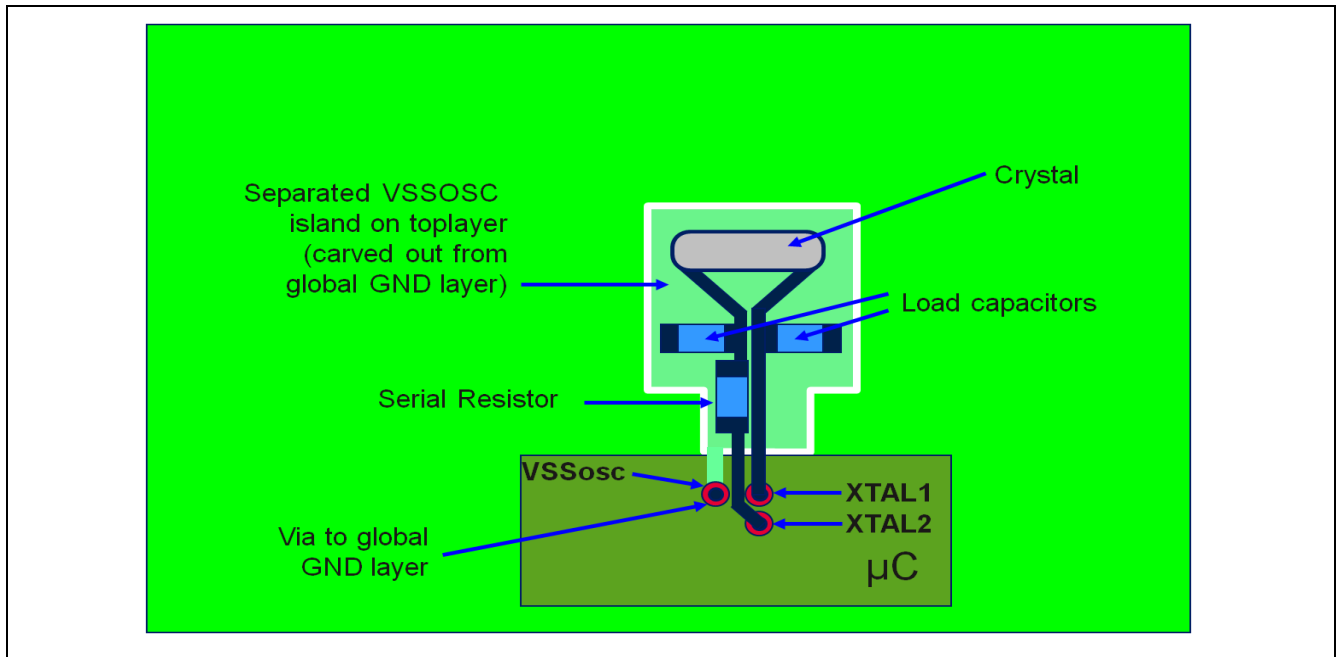 Crystal
Separated VSSOSC
island on toplayer
(carved out from
global GND layer)
Load capacitors
Serial Resistor
VSSosc
XTAL1
XTAL2
Via to global
GND layer
µC